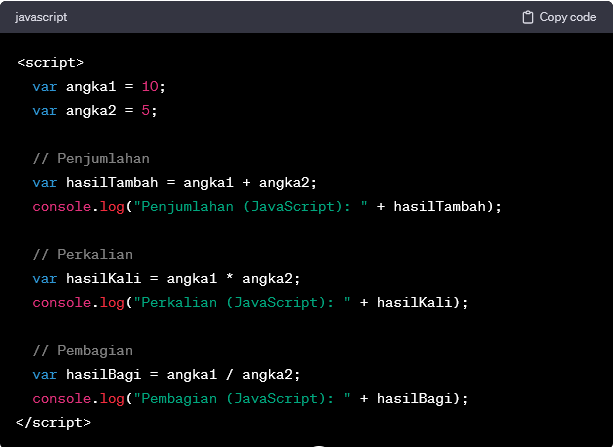 javascript
Copy code
<script>
var angka1 = 10;
var angka2 = 5;
// Penjumlahan
var hasilTambah = angka1 + angka2;
console.log("Penjumlahan (JavaScript): " + hasilTambah);
// Perkalian
var hasilKali = angka1 * angka2;
console.log("Perkalian (JavaScript): " + hasilKali);
// Pembagian
var hasilBagi = angka1 / angka2;
console.log("Pembagian (JavaScript): " + hasilBagi);
</script>